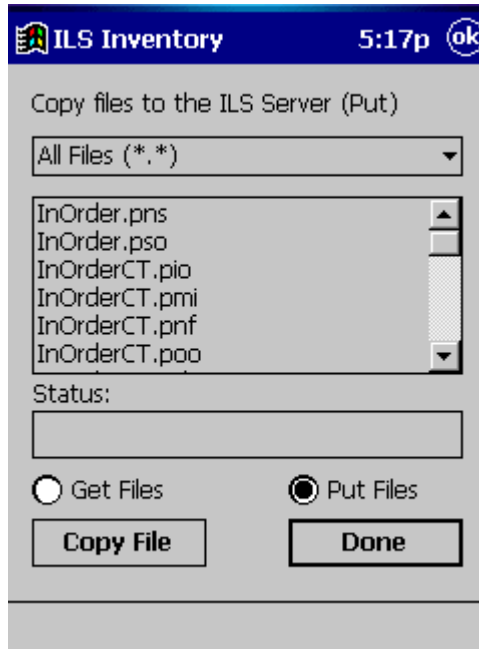 ILS Inventory 5:17p ok
Copy files to the ILS Server (Put)
All Files (*.*)
InOrder.pns
InOrder.pso
InOrderCT.pio
InOrderCT.pmi
InOrderCT.pnf
InOrderCT.poo
Status:
Get Files Put Files
Copy File Done